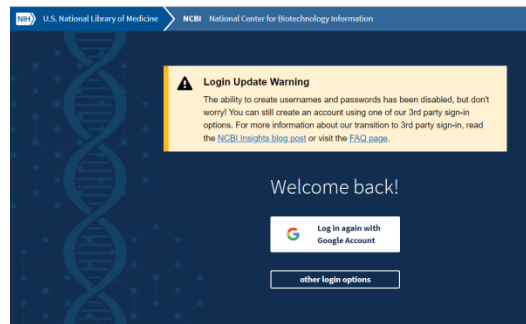 NIH U.S. National Library of Medicine NCBI National Center for Biotechnology Information
Login Update Warning
The ability to create usernames and passwords has been disabled, but don't
worry! You can still create an account using one of our 3rd party sign-in
options. For more information about our transition to 3rd party sign-in, read
the NCBI Insights blog post or visit the FAQ page.
Welcome back!
Log in again with
Google Account
other login options